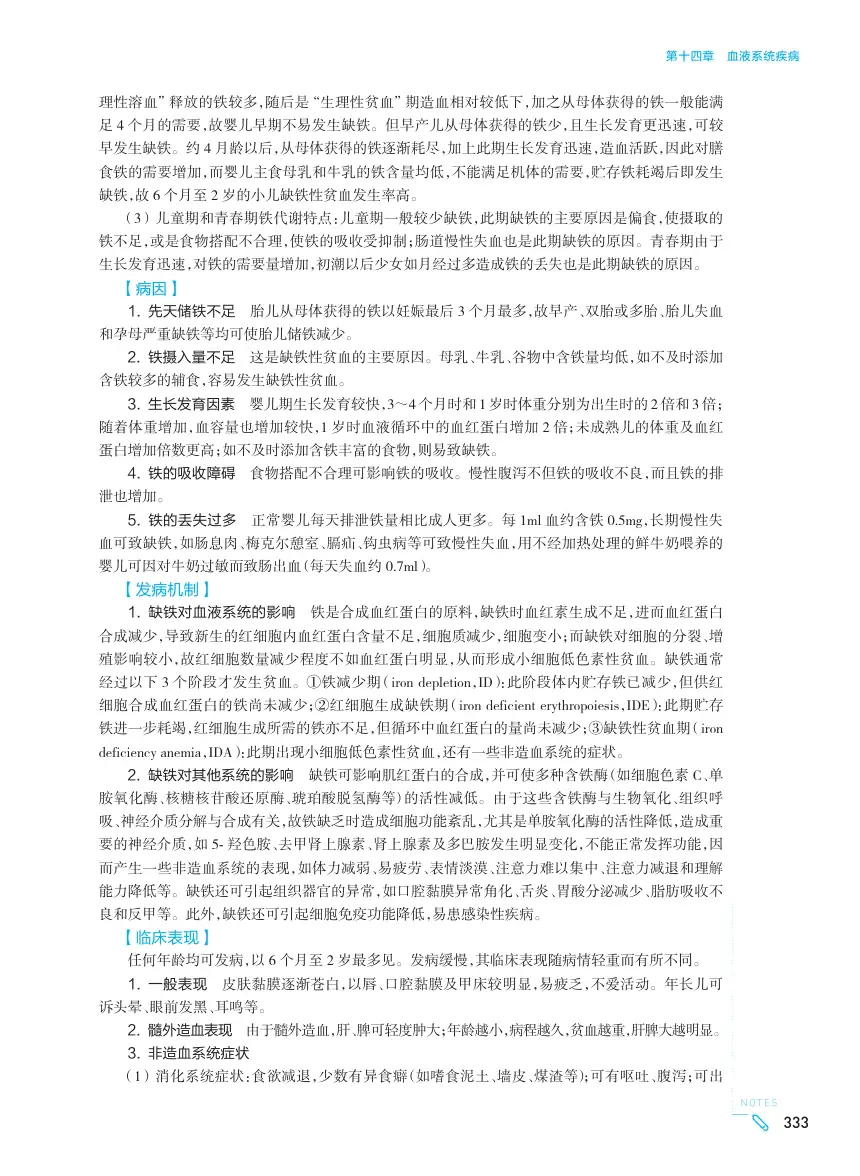 第十四章 血液系统疾病
理性溶血”释放的铁较多,随后是“生理性贫血”期造血相对较低下,加之从母体获得的铁一般能满
足 4 个月的需要,故婴儿早期不易发生缺铁。但早产儿从母体获得的铁少,且生长发育更迅速,可较
早发生缺铁。约 4 月龄以后,从母体获得的铁逐渐耗尽,加上此期生长发育迅速,造血活跃,因此对膳
食铁的需要增加,而婴儿主食母乳和牛乳的铁含量均低,不能满足机体的需要,贮存铁耗竭后即发生
缺铁,故 6 个月至 2 岁的小儿缺铁性贫血发生率高。
(3)儿童期和青春期铁代谢特点:儿童期一般较少缺铁,此期缺铁的主要原因是偏食,使摄取的
铁不足,或是食物搭配不合理,使铁的吸收受抑制;肠道慢性失血也是此期缺铁的原因。青春期由于
生长发育迅速,对铁的需要量增加,初潮以后少女如月经过多造成铁的丢失也是此期缺铁的原因。
【病因】
1. 先天储铁不足 胎儿从母体获得的铁以妊娠最后 3 个月最多,故早产、双胎或多胎、胎儿失血
和孕母严重缺铁等均可使胎儿储铁减少。
2. 铁摄入量不足 这是缺铁性贫血的主要原因。母乳、牛乳、谷物中含铁量均低,如不及时添加
含铁较多的辅食,容易发生缺铁性贫血。
3. 生长发育因素 婴儿期生长发育较快,3～4 个月时和 1 岁时体重分别为出生时的 2 倍和 3 倍;
随着体重增加,血容量也增加较快,1 岁时血液循环中的血红蛋白增加 2 倍;未成熟儿的体重及血红
蛋白增加倍数更高;如不及时添加含铁丰富的食物,则易致缺铁。
4. 铁的吸收障碍 食物搭配不合理可影响铁的吸收。慢性腹泻不但铁的吸收不良,而且铁的排
泄也增加。
5. 铁的丢失过多 正常婴儿每天排泄铁量相比成人更多。每 1ml 血约含铁 0.5mg,长期慢性失
血可致缺铁,如肠息肉、梅克尔憩室、膈疝、钩虫病等可致慢性失血,用不经加热处理的鲜牛奶喂养的
婴儿可因对牛奶过敏而致肠出血(每天失血约 0.7ml)。
【发病机制】
1. 缺铁对血液系统的影响 铁是合成血红蛋白的原料,缺铁时血红素生成不足,进而血红蛋白
合成减少,导致新生的红细胞内血红蛋白含量不足,细胞质减少,细胞变小;而缺铁对细胞的分裂、增
殖影响较小,故红细胞数量减少程度不如血红蛋白明显,从而形成小细胞低色素性贫血。缺铁通常
经过以下 3 个阶段才发生贫血。①铁减少期(iron depletion,ID):此阶段体内贮存铁已减少,但供红
细胞合成血红蛋白的铁尚未减少;②红细胞生成缺铁期(iron deficient erythropoiesis,IDE):此期贮存
铁进一步耗竭,红细胞生成所需的铁亦不足,但循环中血红蛋白的量尚未减少;③缺铁性贫血期(iron
deficiency anemia,IDA):此期出现小细胞低色素性贫血,还有一些非造血系统的症状。
2. 缺铁对其他系统的影响 缺铁可影响肌红蛋白的合成,并可使多种含铁酶(如细胞色素 C、单
胺氧化酶、核糖核苷酸还原酶、琥珀酸脱氢酶等)的活性减低。由于这些含铁酶与生物氧化、组织呼
吸、神经介质分解与合成有关,故铁缺乏时造成细胞功能紊乱,尤其是单胺氧化酶的活性降低,造成重
要的神经介质,如 5- 羟色胺、去甲肾上腺素、肾上腺素及多巴胺发生明显变化,不能正常发挥功能,因
而产生一些非造血系统的表现,如体力减弱、易疲劳、表情淡漠、注意力难以集中、注意力减退和理解
能力降低等。缺铁还可引起组织器官的异常,如口腔黏膜异常角化、舌炎、胃酸分泌减少、脂肪吸收不
良和反甲等。此外,缺铁还可引起细胞免疫功能降低,易患感染性疾病。
【临床表现】
任何年龄均可发病,以 6 个月至 2 岁最多见。发病缓慢,其临床表现随病情轻重而有所不同。
1. 一般表现 皮肤黏膜逐渐苍白,以唇、口腔黏膜及甲床较明显,易疲乏,不爱活动。年长儿可
诉头晕、眼前发黑、耳鸣等。
2. 髓外造血表现 由于髓外造血,肝、脾可轻度肿大;年龄越小,病程越久,贫血越重,肝脾大越明显。
3. 非造血系统症状
(1)消化系统症状:食欲减退,少数有异食癖(如嗜食泥土、墙皮、煤渣等);可有呕吐、腹泻;可出
NOTES
333